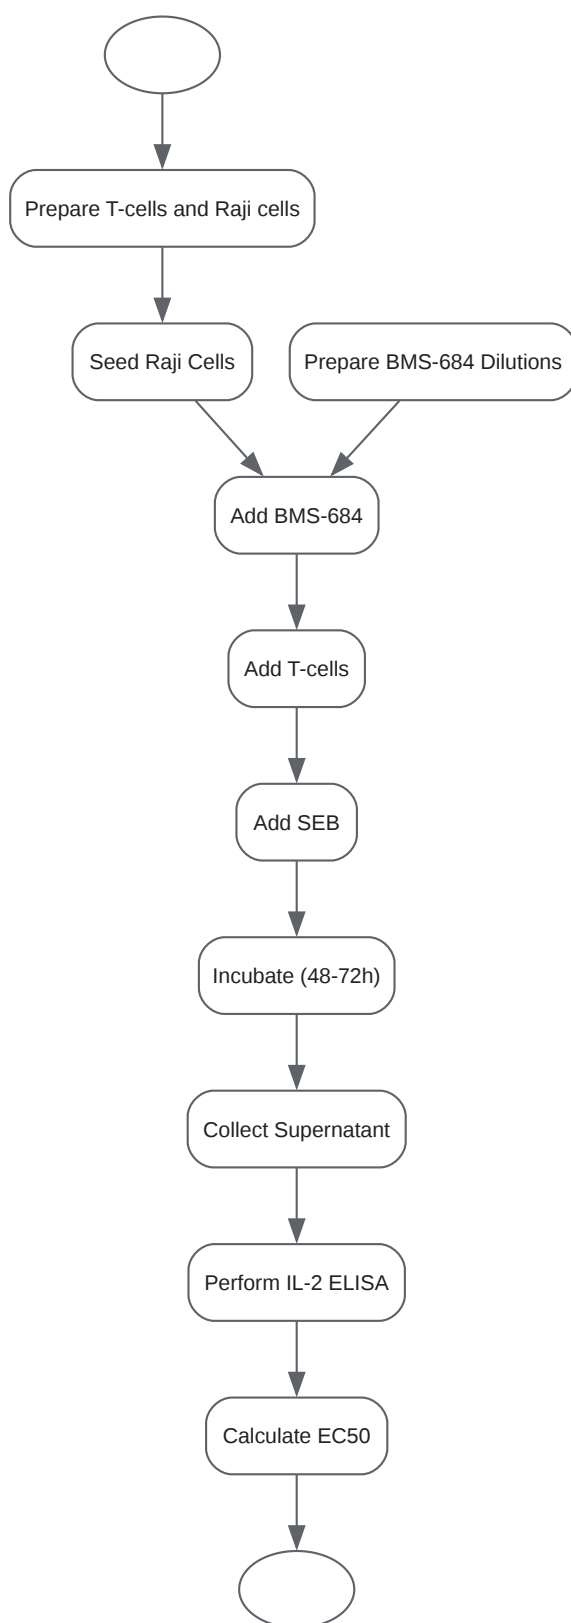 Prepare T-cells and Raji cells
Seed Raji Cells
Prepare BMS-684 Dilutions
Add BMS-684
Add T-cells
Add SEB
Incubate (48-72h)
Collect Supernatant
Perform IL-2 ELISA
Calculate EC50